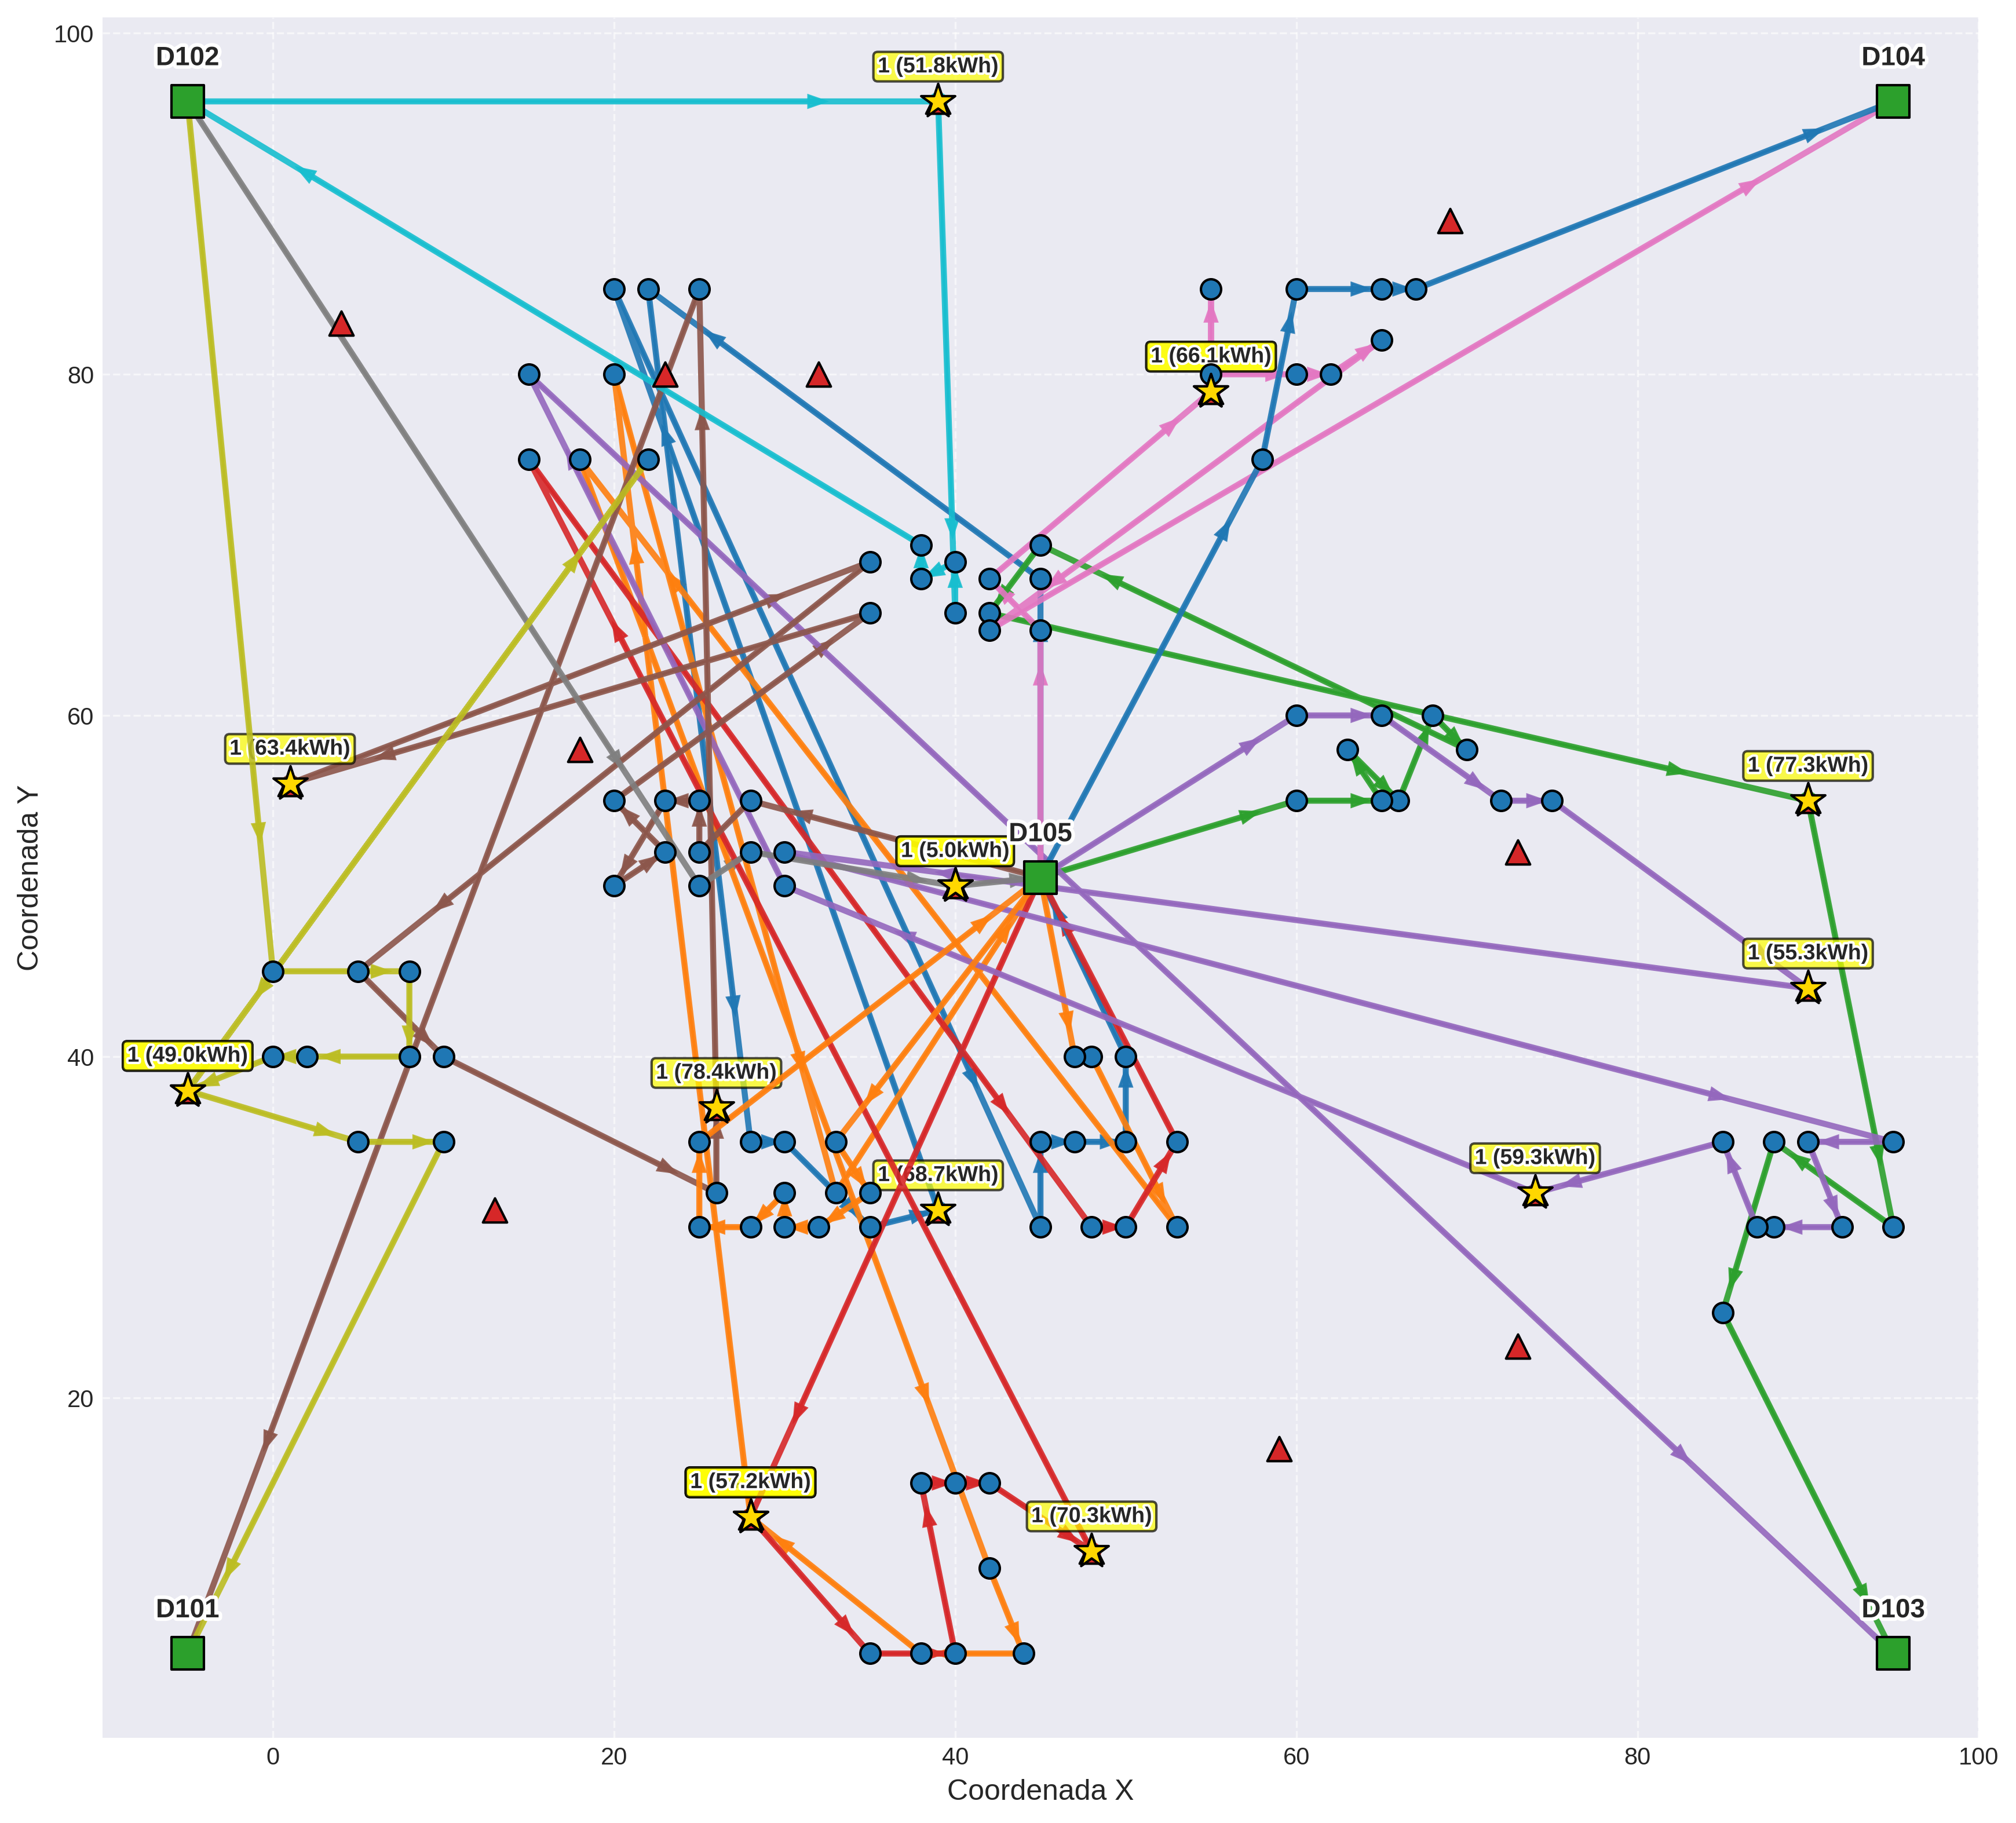 100
D102
D104
1 (51.8kWh)
80
1 (66.1kWh)
60
1 (63.4kWh)
1 (77.3kWh)
D105
1 (5.0kWh)
1 (55.3kWh)
40
1 (49.0kWh)
1 (78.4kWh)
1 (59.3kWh)
1 (68.7kWh)
20
1 (57.2kWh)
1 (70.3kWh)
D101
D103
0
20
40
60
80
100
Coordenada X
Coordenada Y